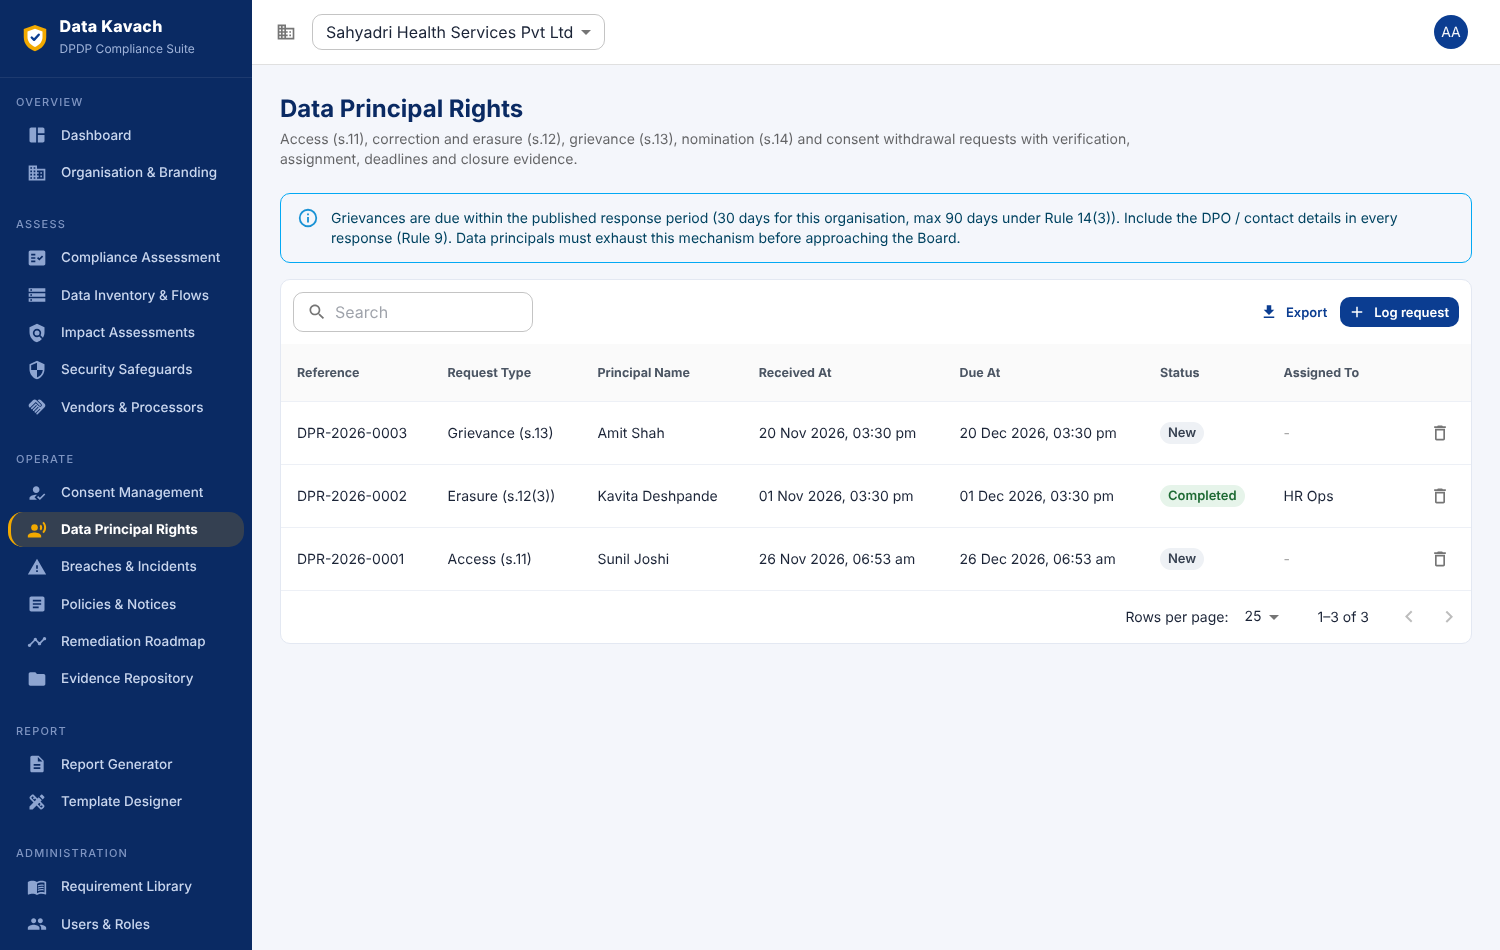 Data Kavach
DPDP Compliance Suite
OVERVIEW
Dashboard
Organisation & Branding
ASSESS
Compliance Assessment
Data Inventory & Flows
Impact Assessments
Security Safeguards
Vendors & Processors
OPERATE
Consent Management
Data Principal Rights
Breaches & Incidents
Policies & Notices
Remediation Roadmap
Evidence Repository
REPORT
Report Generator
Template Designer
ADMINISTRATION
Requirement Library
Users & Roles
Sahyadri Health Services Pvt Ltd
AA
Data Principal Rights
Access (s.11), correction and erasure (s.12), grievance (s.13), nomination (s.14) and consent withdrawal requests with verification,
assignment, deadlines and closure evidence.
Grievances are due within the published response period (30 days for this organisation, max 90 days under Rule 14(3)). Include the DPO / contact details in every
response (Rule 9). Data principals must exhaust this mechanism before approaching the Board.
Search
Export
+ Log request
Reference Request Type Principal Name Received At Due At Status Assigned To
DPR-2026-0003 Grievance (s.13) Amit Shah 20 Nov 2026, 03:30 pm 20 Dec 2026, 03:30 pm New -
DPR-2026-0002 Erasure (s.12(3)) Kavita Deshpande 01 Nov 2026, 03:30 pm 01 Dec 2026, 03:30 pm Completed HR Ops
DPR-2026-0001 Access (s.11) Sunil Joshi 26 Nov 2026, 06:53 am 26 Dec 2026, 06:53 am New -
Rows per page: 25 1–3 of 3